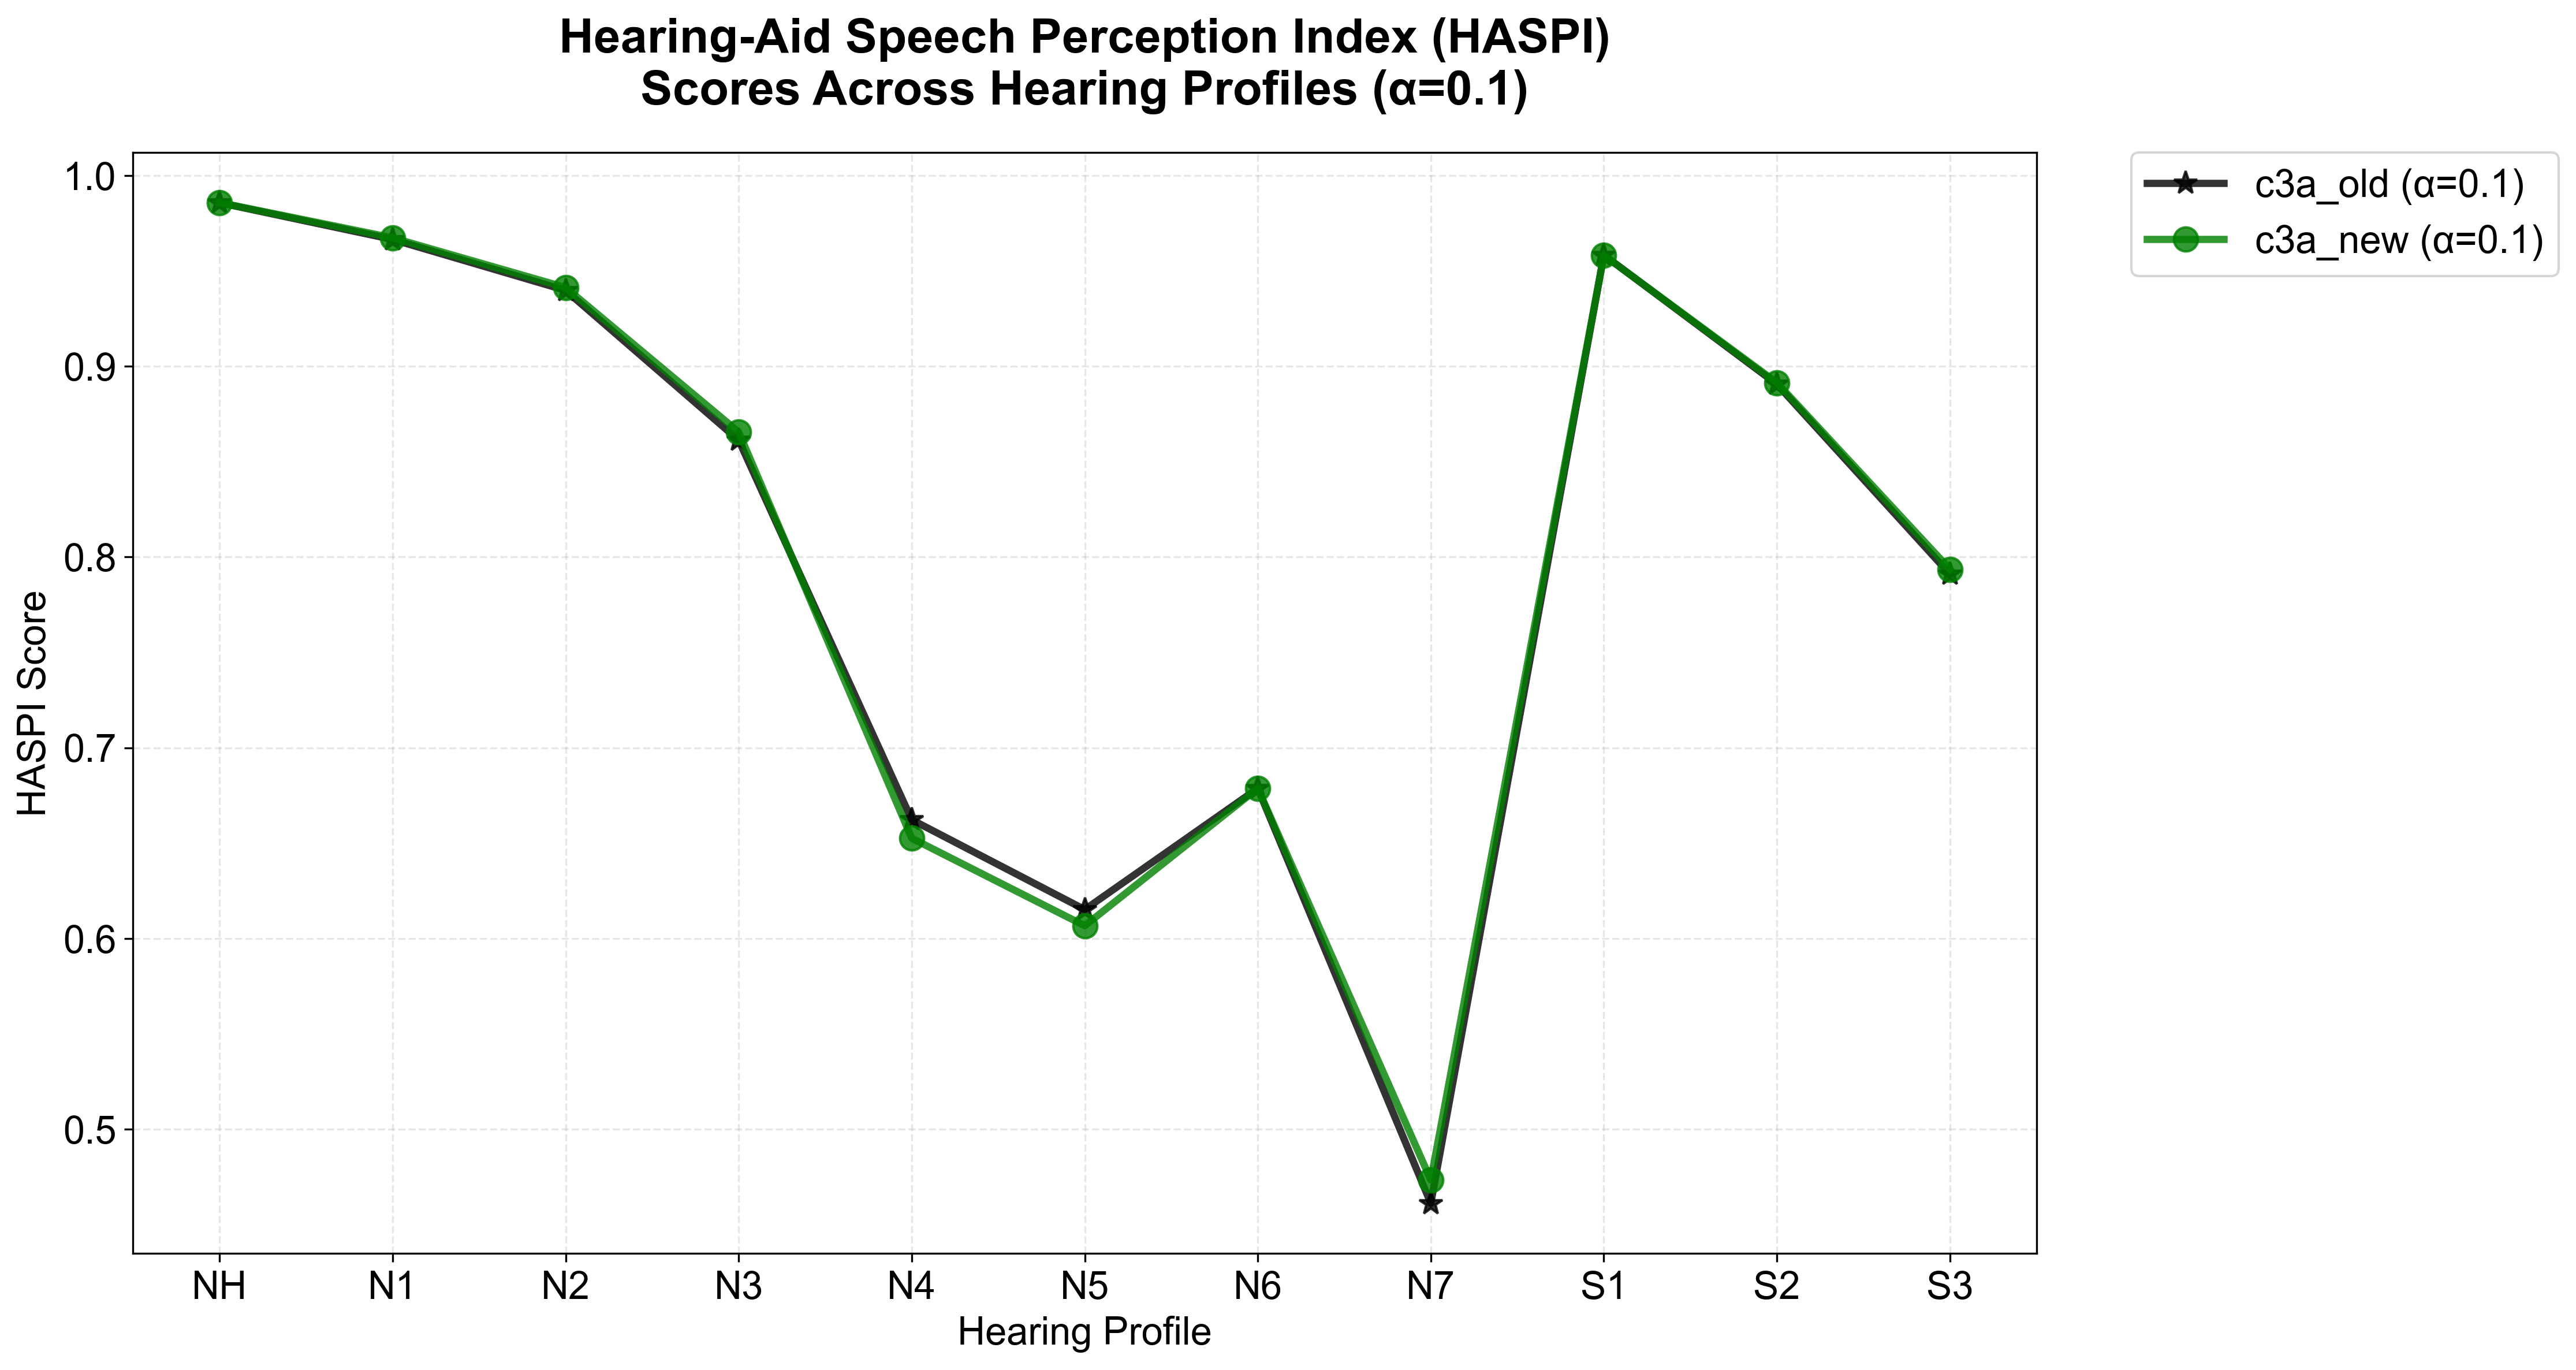 Hearing-Aid Speech Perception Index (HASPI)
Scores Across Hearing Profiles (α=0.1)
c3a_old (α=0.1)
c3a_new (α=0.1)
HASPI Score
1.0
0.9
0.8
0.7
0.6
0.5
NH N1 N2 N3 N4 N5 N6 N7 S1 S2 S3
Hearing Profile